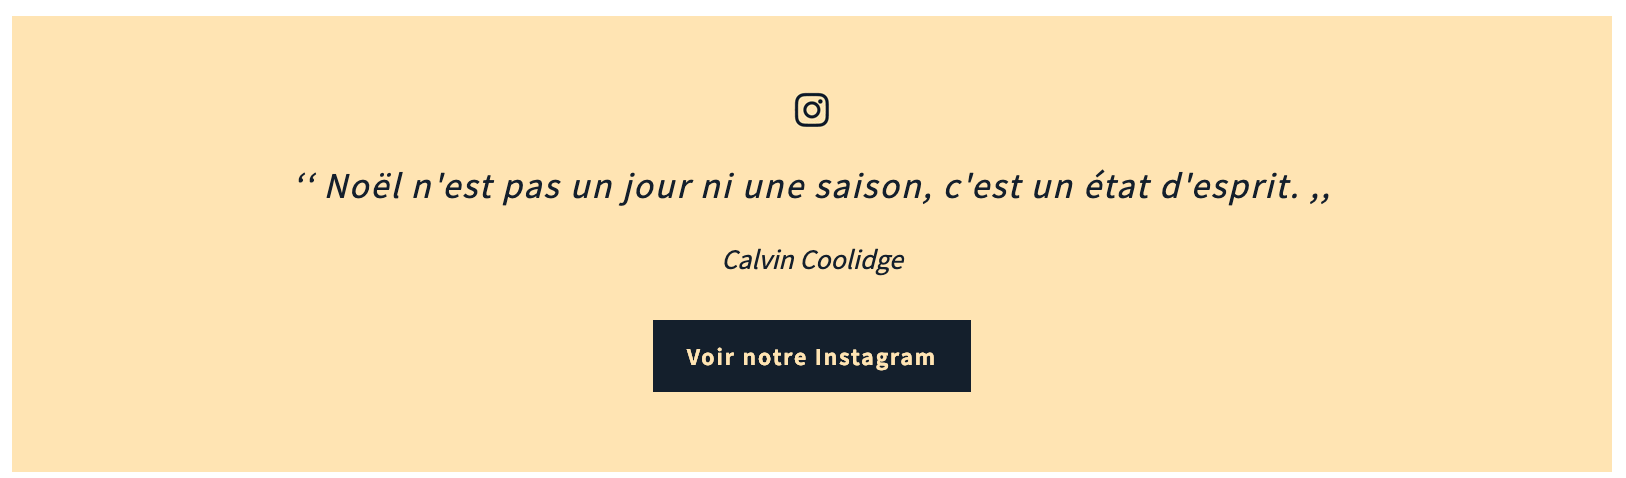 ‘‘ Noël n'est pas un jour ni une saison, c'est un état d'esprit. ,,
Calvin Coolidge
Voir notre Instagram